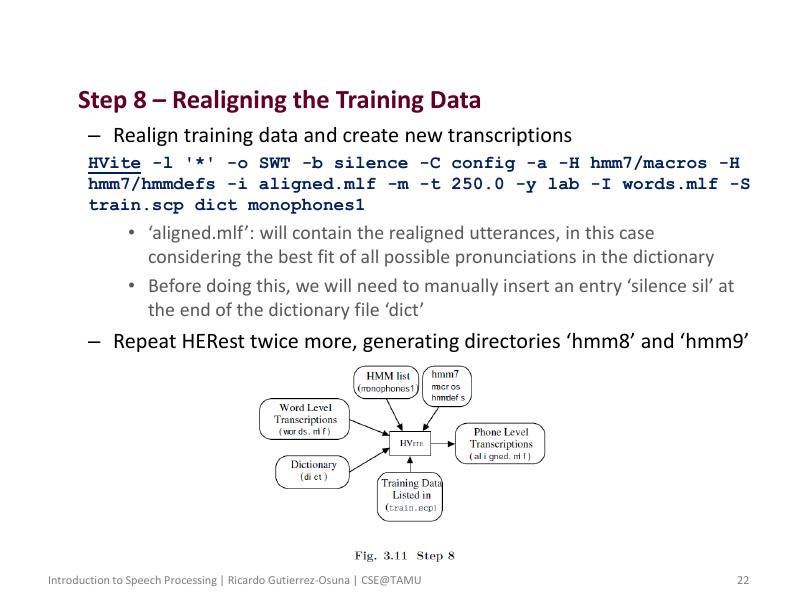 Step 8 – Realigning the Training Data
– Realign training data and create new transcriptions
HVite -l '*' -o SWT -b silence -C config -a -H hmm7/macros -H
hmm7/hmmdefs -i aligned.mlf -m -t 250.0 -y lab -I words.mlf -S
train.scp dict monophones1
• ‘aligned.mlf’: will contain the realigned utterances, in this case
considering the best fit of all possible pronunciations in the dictionary
• Before doing this, we will need to manually insert an entry ‘silence sil’ at
the end of the dictionary file ‘dict’
– Repeat HERest twice more, generating directories ‘hmm8’ and ‘hmm9’
HMM list
(monophones1)
hmm7
macros
hmmdefs
Word Level
Transcriptions
(words.mlf)
HVITE
Phone Level
Transcriptions
(aligned.mlf)
Dictionary
(dict)
Training Data
Listed in
(train.scp)
Fig. 3.11 Step 8
Introduction to Speech Processing | Ricardo Gutierrez-Osuna | CSE@TAMU
22